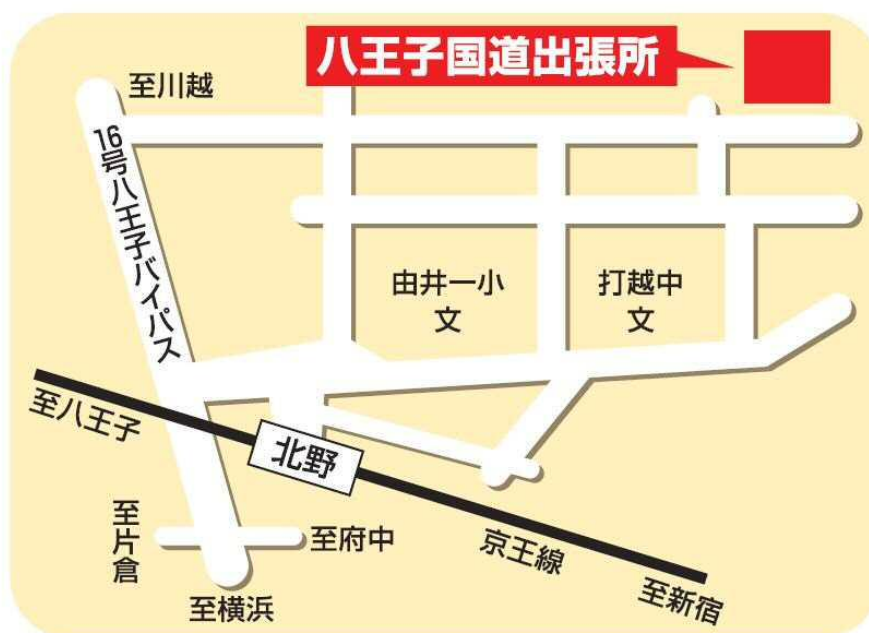 八王子国道出張所
至川越
16号八王子バイパス
由井一小
文
打越中
文
至八王子
北野
至片倉
至府中
京王線
至横浜
至新宿